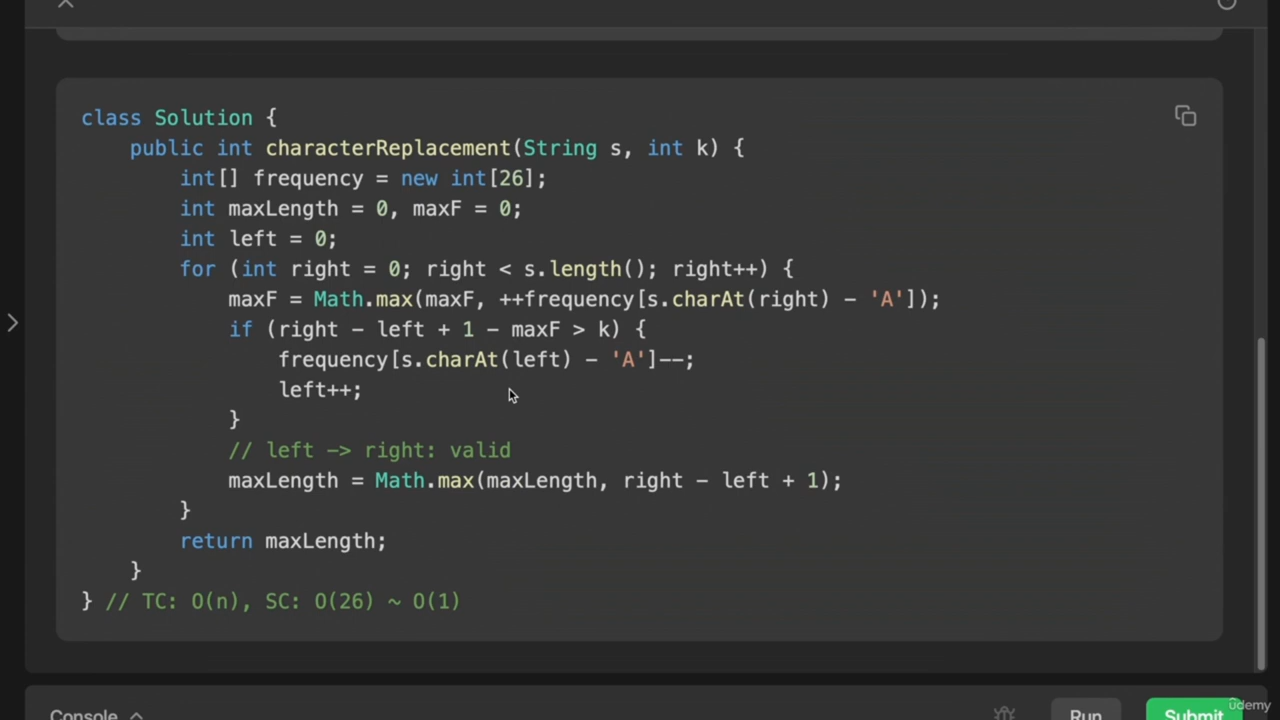 class Solution {
    public int characterReplacement(String s, int k) {
        int[] frequency = new int[26];
        int maxLength = 0, maxF = 0;
        int left = 0;
        for (int right = 0; right < s.length(); right++) {
            maxF = Math.max(maxF, ++frequency[s.charAt(right) - 'A']);
            if (right - left + 1 - maxF > k) {
                frequency[s.charAt(left) - 'A']--;
                left++;
            }
            // left -> right: valid
            maxLength = Math.max(maxLength, right - left + 1);
        }
        return maxLength;
    }
} // TC: O(n), SC: O(26) ~ O(1)
Console
Run
Submit
udemy